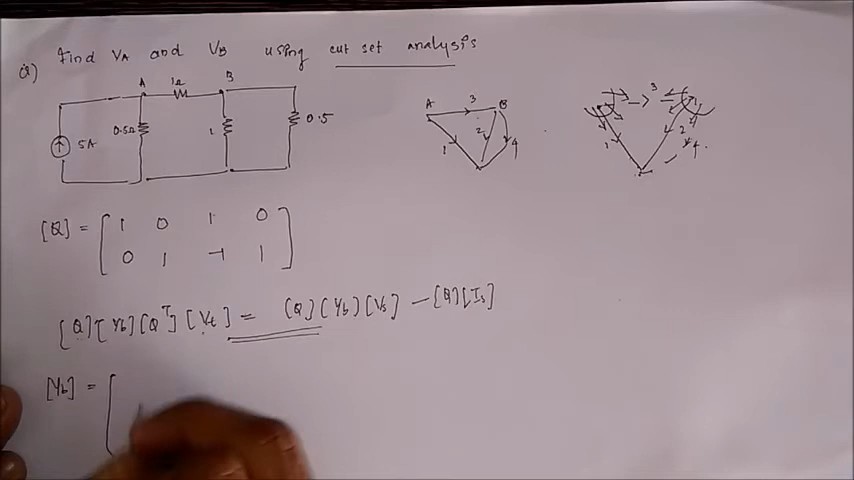 Q) Find VA and VB using cut set analysis
A 1Ω B
5A 0.5Ω 1 0.5
A 3 B
1 2 4
3
1 2 4
[Q] = [ 1 0 1 0
0 1 -1 1 ]
[Q][Yb][Q^T][Vt] = [Q][Yb][Vs] - [Q][Is]
[Yb] = [